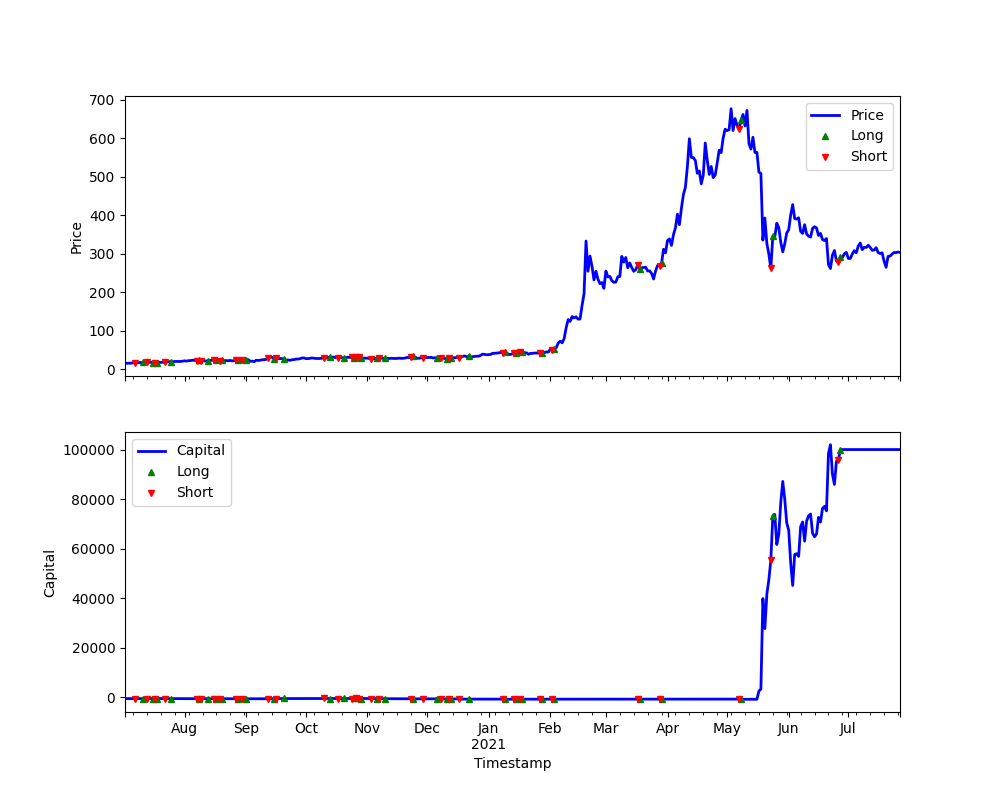 700
600
500
400
300
200
100
0
Price
Price
Long
Short
100000
80000
60000
40000
20000
0
Capital
Capital
Long
Short
Aug Sep Oct Nov Dec Jan Feb Mar Apr May Jun Jul
2021
Timestamp